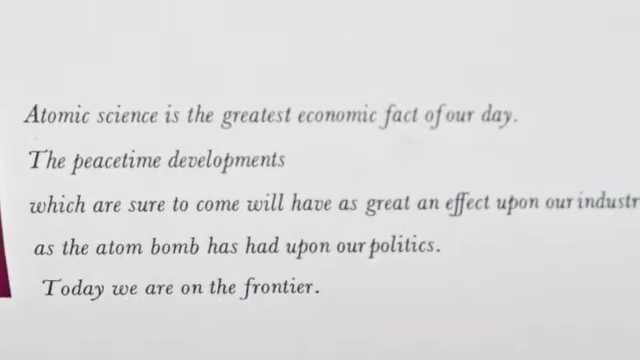 Atomic science is the greatest economic fact of our day.
The peacetime developments
which are sure to come will have as great an effect upon our industr
as the atom bomb has had upon our politics.
Today we are on the frontier.